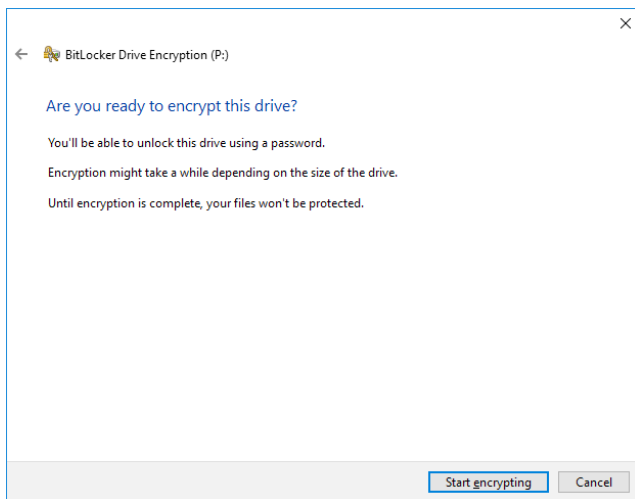 BitLocker Drive Encryption (P:)
Are you ready to encrypt this drive?
You'll be able to unlock this drive using a password.
Encryption might take a while depending on the size of the drive.
Until encryption is complete, your files won't be protected.
Start encrypting
Cancel